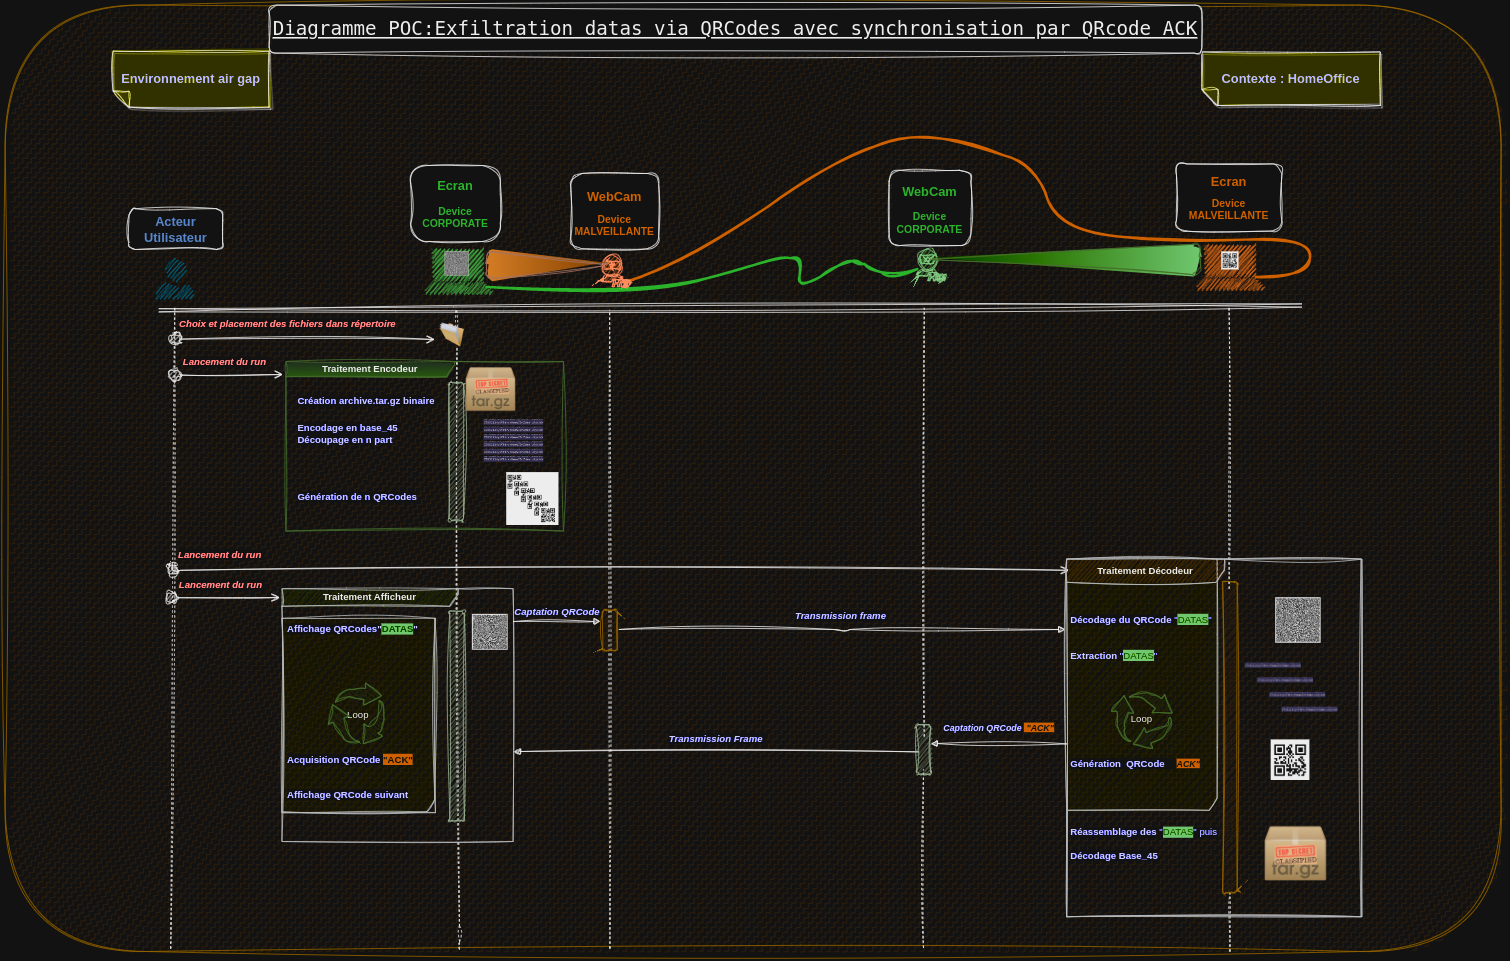 Diagramme POC:Exfiltration datas via QRCodes avec synchronisation par QRcode ACK
Environnement air gap
Contexte : HomeOffice
Acteur
Utilisateur
Ecran
Device
CORPORATE
WebCam
Device
MALVEILLANTE
WebCam
Device
CORPORATE
Ecran
Device
MALVEILLANTE
Choix et placement des fichiers dans répertoire
Lancement du run
Traitement Encodeur
Création archive.tar.gz binaire
TOP SECRET
CLASSIFIED
tar.gz
Encodage en base_45
Découpage en n part
Génération de n QRCodes
Lancement du run
Traitement Décodeur
Lancement du run
Traitement Afficheur
Captation QRCode
Transmission frame
Affichage QRCodes"DATAS"
Décodage du QRCode "DATAS"
Extraction "DATAS"
Loop
Loop
Captation QRCode "ACK"
Transmission Frame
Acquisition QRCode "ACK"
Génération QRCode ACK"
Affichage QRCode suivant
Réassemblage des "DATAS" puis
Décodage Base_45
TOP SECRET
CLASSIFIED
tar.gz